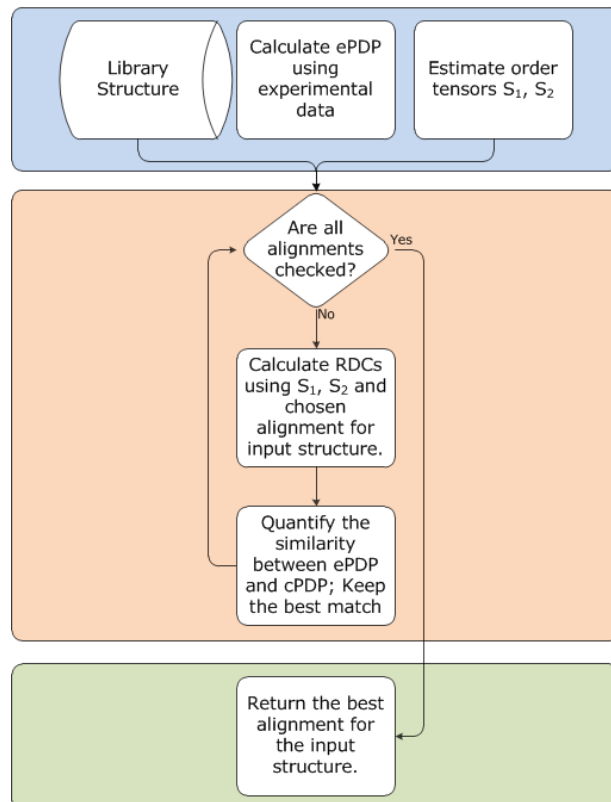 Library
Structure
Calculate ePDP
using
experimental
data
Estimate order
tensors S₁, S₂
Are all
alignments
checked?
Yes
No
Calculate RDCs
using S₁, S₂ and
chosen
alignment for
input structure.
Quantify the
similarity
between ePDP
and cPDP; Keep
the best match
Return the best
alignment for
the input
structure.